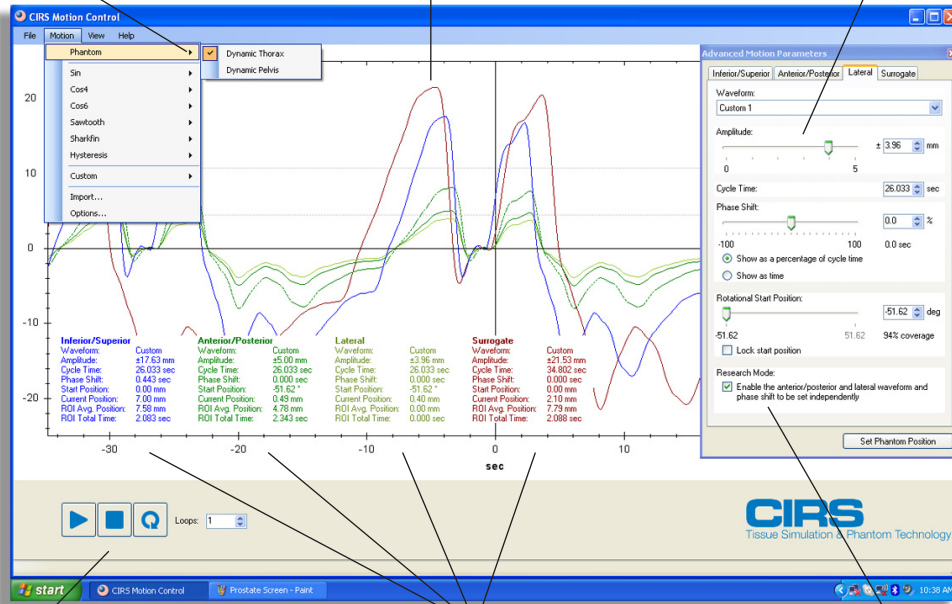 CIRS Motion Control
File Motion View Help
Phantom
Dynamic Thorax
Dynamic Pelvis
Sin
Cos4
Cos6
Sawtooth
Sharkfin
Hysteresis
Custom
Import...
Options...
20
10
0
-10
-20
Inferior/Superior
Waveform: Custom
Amplitude: ±17.63 mm
Cycle Time: 26.033 sec
Phase Shift: 0.443 sec
Start Position: 0.00 mm
Current Position: 7.00 mm
ROI Avg. Position: 7.58 mm
ROI Total Time: 2.083 sec
Anterior/Posterior
Waveform: Custom
Amplitude: ±5.00 mm
Cycle Time: 26.033 sec
Phase Shift: 0.000 sec
Start Position: -51.62 °
Current Position: 0.49 mm
ROI Avg. Position: 4.78 mm
ROI Total Time: 2.343 sec
Lateral
Waveform: Custom
Amplitude: ±3.96 mm
Cycle Time: 26.033 sec
Phase Shift: 0.000 sec
Start Position: -51.62 °
Current Position: 0.40 mm
ROI Avg. Position: 0.00 mm
ROI Total Time: 0.000 sec
Surrogate
Waveform: Custom
Amplitude: ±21.53 mm
Cycle Time: 34.802 sec
Phase Shift: 0.000 sec
Start Position: 0.00 mm
Current Position: 2.10 mm
ROI Avg. Position: 7.79 mm
ROI Total Time: 2.088 sec
-30 -20 -10 0 10
sec
Advanced Motion Parameters
Inferior/Superior Anterior/Posterior Lateral Surrogate
Waveform:
Custom 1
Amplitude:
± 3.96 mm
0 5
Cycle Time: 26.033 sec
Phase Shift:
0.0 %
-100 100 0.0 sec
Show as a percentage of cycle time
Show as time
Rotational Start Position:
-51.62 deg
-51.62 51.62 94% coverage
Lock start position
Research Mode:
Enable the anterior/posterior and lateral waveform and
phase shift to be set independently
Set Phantom Position
Loops: 1
CIRS
Tissue Simulation & Phantom Technology
start CIRS Motion Control Prostate Screen - Paint 10:38 AM